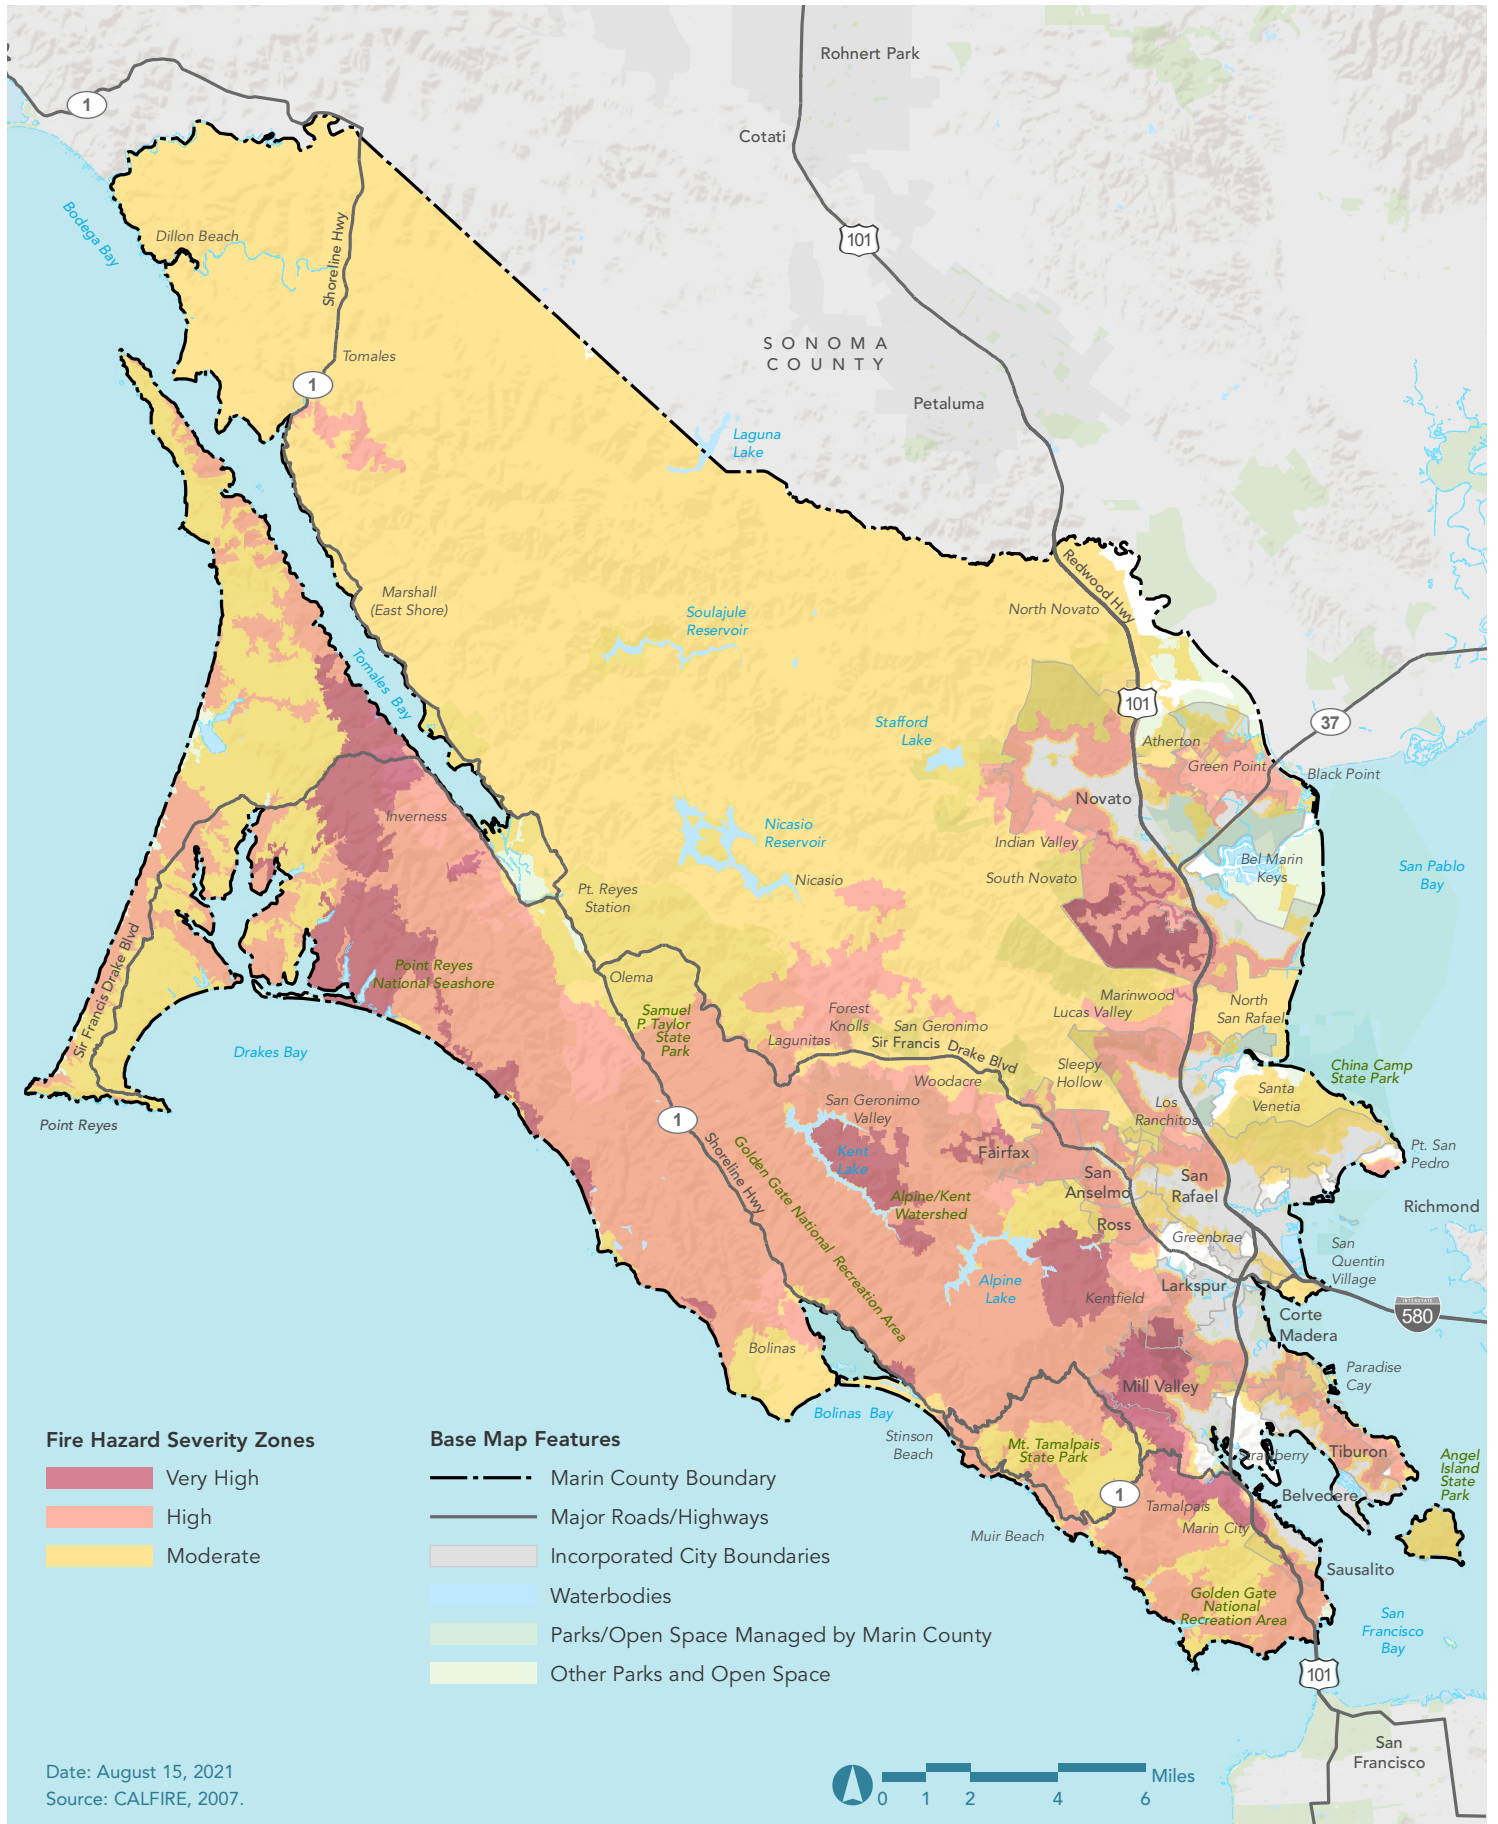 Rohnert Park
1
Cotati
101
Bodega Bay
Dillon Beach
Shoreline Hwy
SONOMA
COUNTY
Tomales
1
Petaluma
Laguna
Lake
Redwood Hwy
Marshall
(East Shore)
North Novato
Soulajule
Reservoir
Tomales Bay
101
37
Stafford
Lake
Atherton
Green Point
Black Point
Novato
Inverness
Nicasio
Reservoir
Indian Valley
Bel Marin
Keys
San Pablo
Bay
South Novato
Nicasio
Pt. Reyes
Station
Sir Francis Drake Blvd
Point Reyes
National Seashore
Olema
Marinwood
Lucas Valley
North
San Rafael
Samuel
P. Taylor
State
Park
Forest
Knolls
San Geronimo
Lagunitas
Sir Francis Drake Blvd
Drakes Bay
Sleepy
Hollow
China Camp
State Park
Woodacre
Santa
Venetia
Point Reyes
1
San Geronimo
Valley
Los
Ranchitos
Shoreline Hwy
Golden Gate National Recreation Area
Kent
Lake
Fairfax
Pt. San
Pedro
San
Anselmo
San
Rafael
Alpine/Kent
Watershed
Richmond
Ross
Greenbrae
San
Quentin
Village
Alpine
Lake
Larkspur
Kentfield
580
INTERSTATE
Corte
Madera
Bolinas
Paradise
Cay
Mill Valley
Bolinas Bay
Stinson
Beach
Mt. Tamalpais
State Park
Strawberry
Tiburon
Angel
Island
State
Park
1
Tamalpais
Belvedere
Muir Beach
Marin City
Sausalito
Golden Gate
National
Recreation Area
San
Francisco
Bay
101
San
Francisco
Fire Hazard Severity Zones
Very High
High
Moderate
Base Map Features
Marin County Boundary
Major Roads/Highways
Incorporated City Boundaries
Waterbodies
Parks/Open Space Managed by Marin County
Other Parks and Open Space
Date: August 15, 2021
Source: CALFIRE, 2007.
0 1 2 4 6
Miles